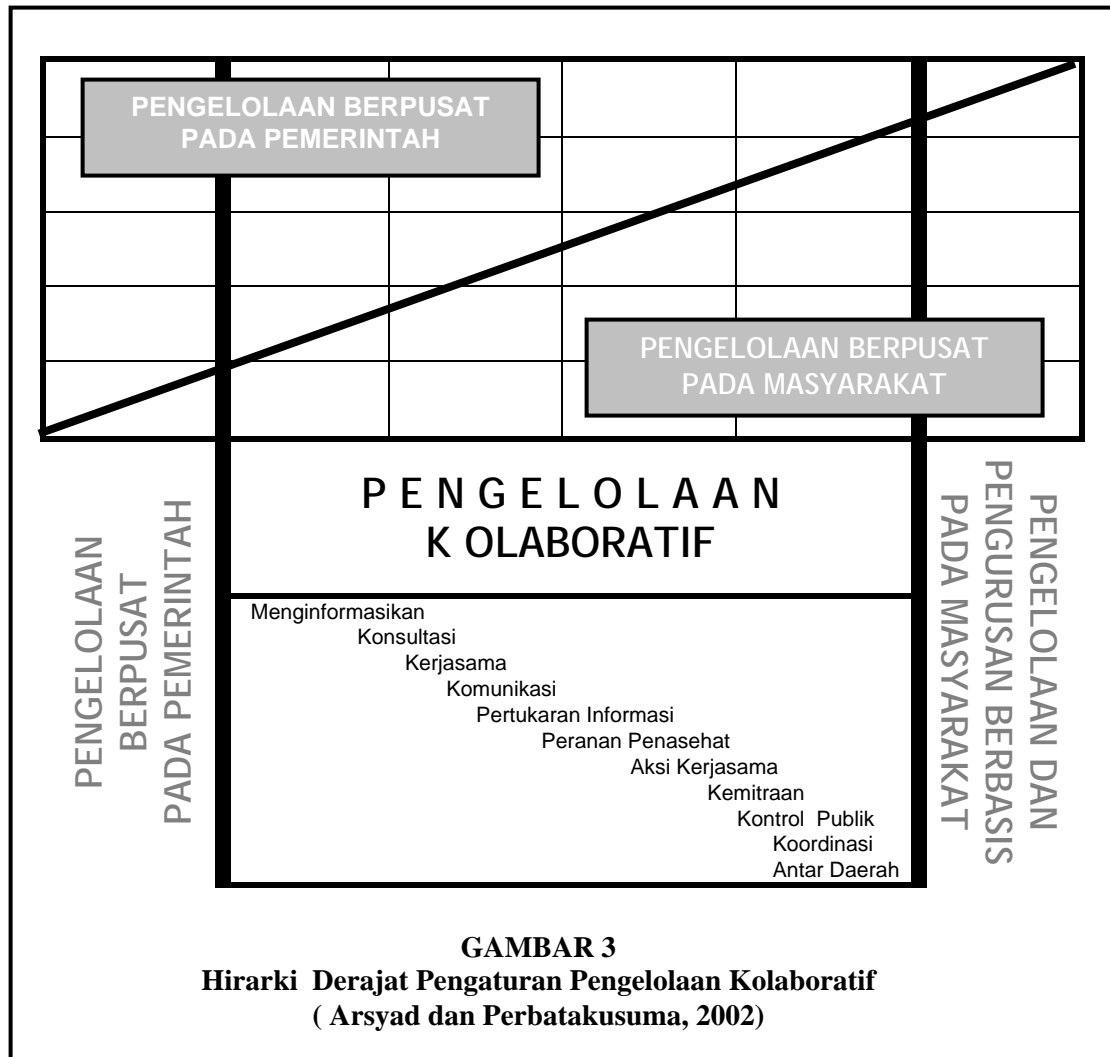 PENGELOLAAN BERPUSAT
PADA PEMERINTAH
PENGELOLAAN BERPUSAT
PADA MASYARAKAT
PENGELOLAAN
BERPUSAT
PADA PEMERINTAH
P E N G E L O L A A N
K OLABORATIF
Menginformasikan
Konsultasi
Kerjasama
Komunikasi
Pertukaran Informasi
Peranan Penasehat
Aksi Kerjasama
Kemitraan
Kontrol Publik
Koordinasi
Antar Daerah
PENGELOLAAN DAN
PENGURUSAN BERBASIS
PADA MASYARAKAT
GAMBAR 3
Hirarki Derajat Pengaturan Pengelolaan Kolaboratif
( Arsyad dan Perbatakusuma, 2002)